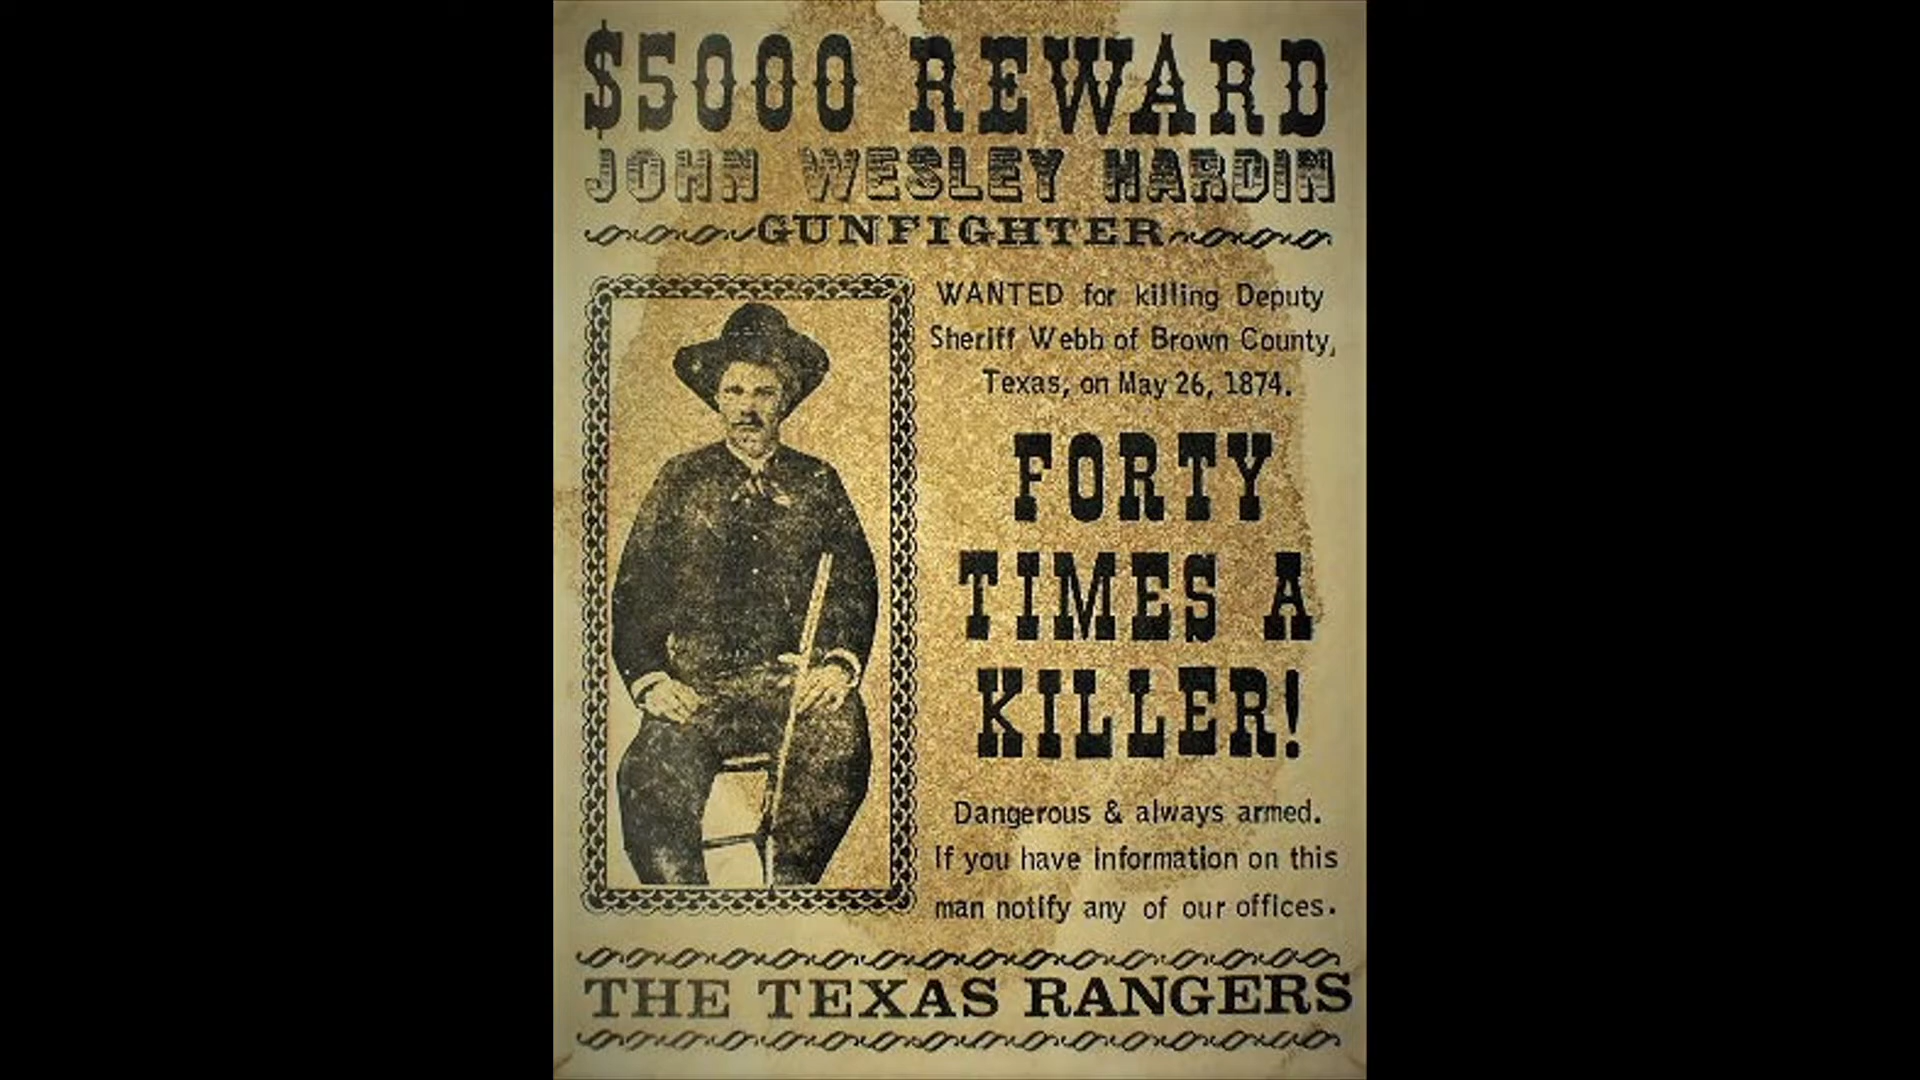 $5000 REWARD
JOHN WESLEY HARDIN
GUNFIGHTER
WANTED for killing Deputy
Sheriff Webb of Brown County,
Texas, on May 26, 1874.
FORTY
TIMES A
KILLER!
Dangerous & always armed.
If you have information on this
man notify any of our offices.
THE TEXAS RANGERS